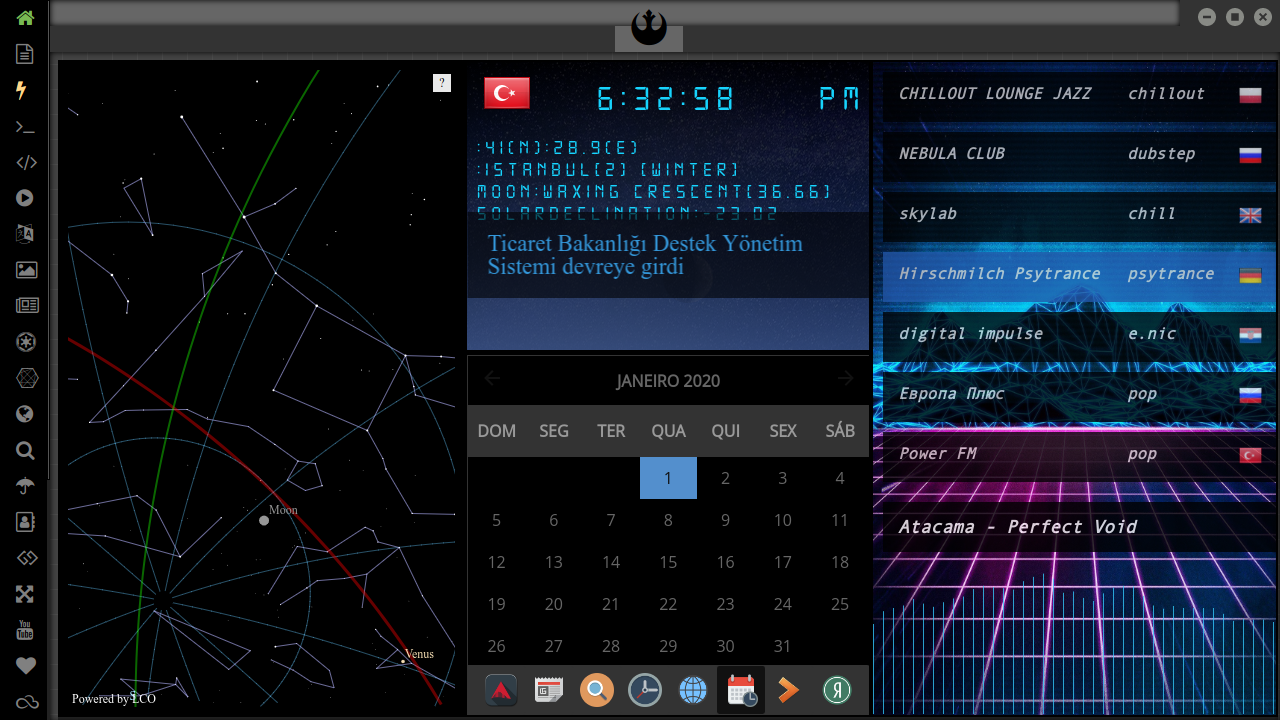 ?
Moon
Venus
Powered by LCO
6:32:58 PM
:41(N):28.9(E)
:ISTANBUL(2) (WINTER)
MOON:WAXING CRESCENT(36.66)
SOLARDECLINATION:-23.02
Ticaret Bakanlığı Destek Yönetim
Sistemi devreye girdi
JANEIRO 2020
DOM SEG TER QUA QUI SEX SÁB
1 2 3 4
5 6 7 8 9 10 11
12 13 14 15 16 17 18
19 20 21 22 23 24 25
26 27 28 29 30 31
CHILLOUT LOUNGE JAZZ chillout
NEBULA CLUB dubstep
skylab chill
Hirschmilch Psytrance psytrance
digital impulse e.nic
Европа Плюс pop
Power FM pop
Atacama - Perfect Void
You
Tube
Я